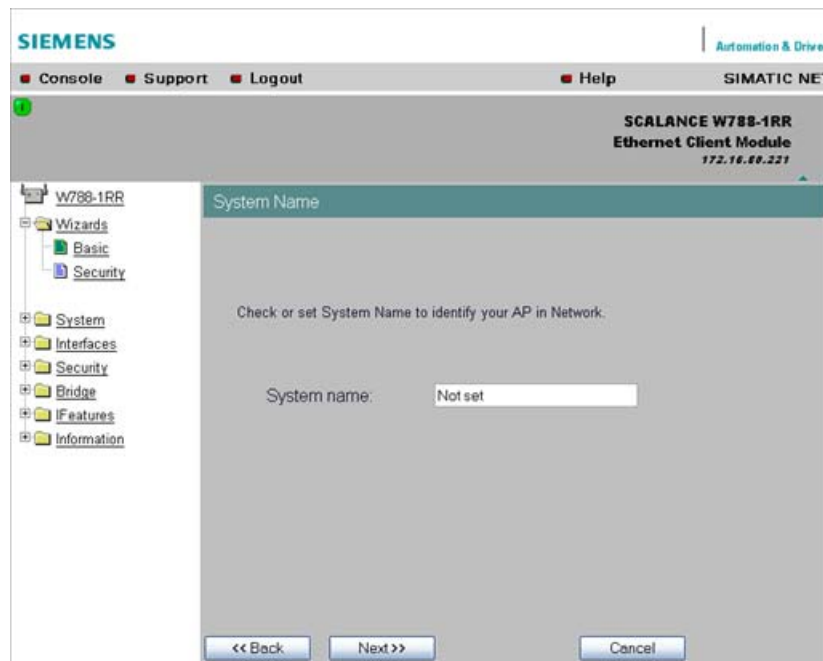 SIEMENS
Automation & Drive
Console Support Logout Help SIMATIC NE
SCALANCE W788-1RR
Ethernet Client Module
172.16.60.221
W788-1RR
Wizards
Basic
Security
System
Interfaces
Security
Bridge
IFeatures
Information
System Name
Check or set System Name to identify your AP in Network.
System name: Not set
<< Back Next >> Cancel